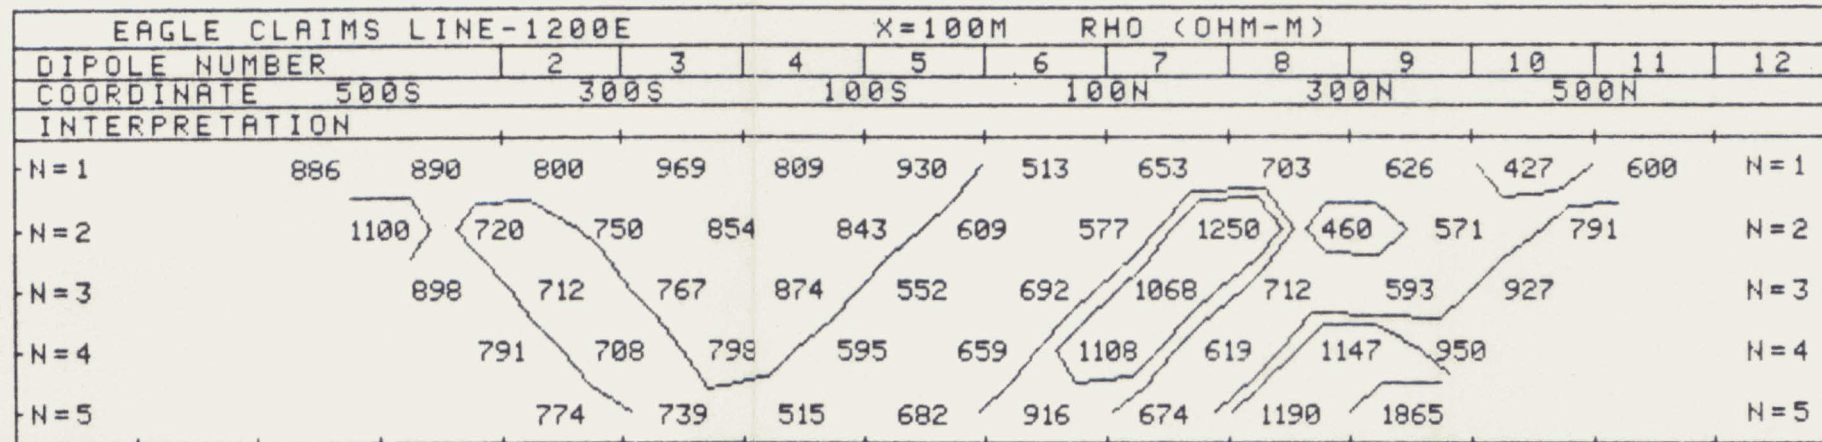 EAGLE CLAIMS LINE-1200E X=100M RHO (OHM-M)
DIPOLE NUMBER 2 3 4 5 6 7 8 9 10 11 12
COORDINATE 500S 300S 100S 100N 300N 500N
INTERPRETATION
N=1 886 890 800 969 809 930 513 653 703 626 427 600 N=1
N=2 1100 720 750 854 843 609 577 1250 460 571 791 N=2
N=3 898 712 767 874 552 692 1068 712 593 927 N=3
N=4 791 708 798 595 659 1108 619 1147 950 N=4
N=5 774 739 515 682 916 674 1190 1865 N=5